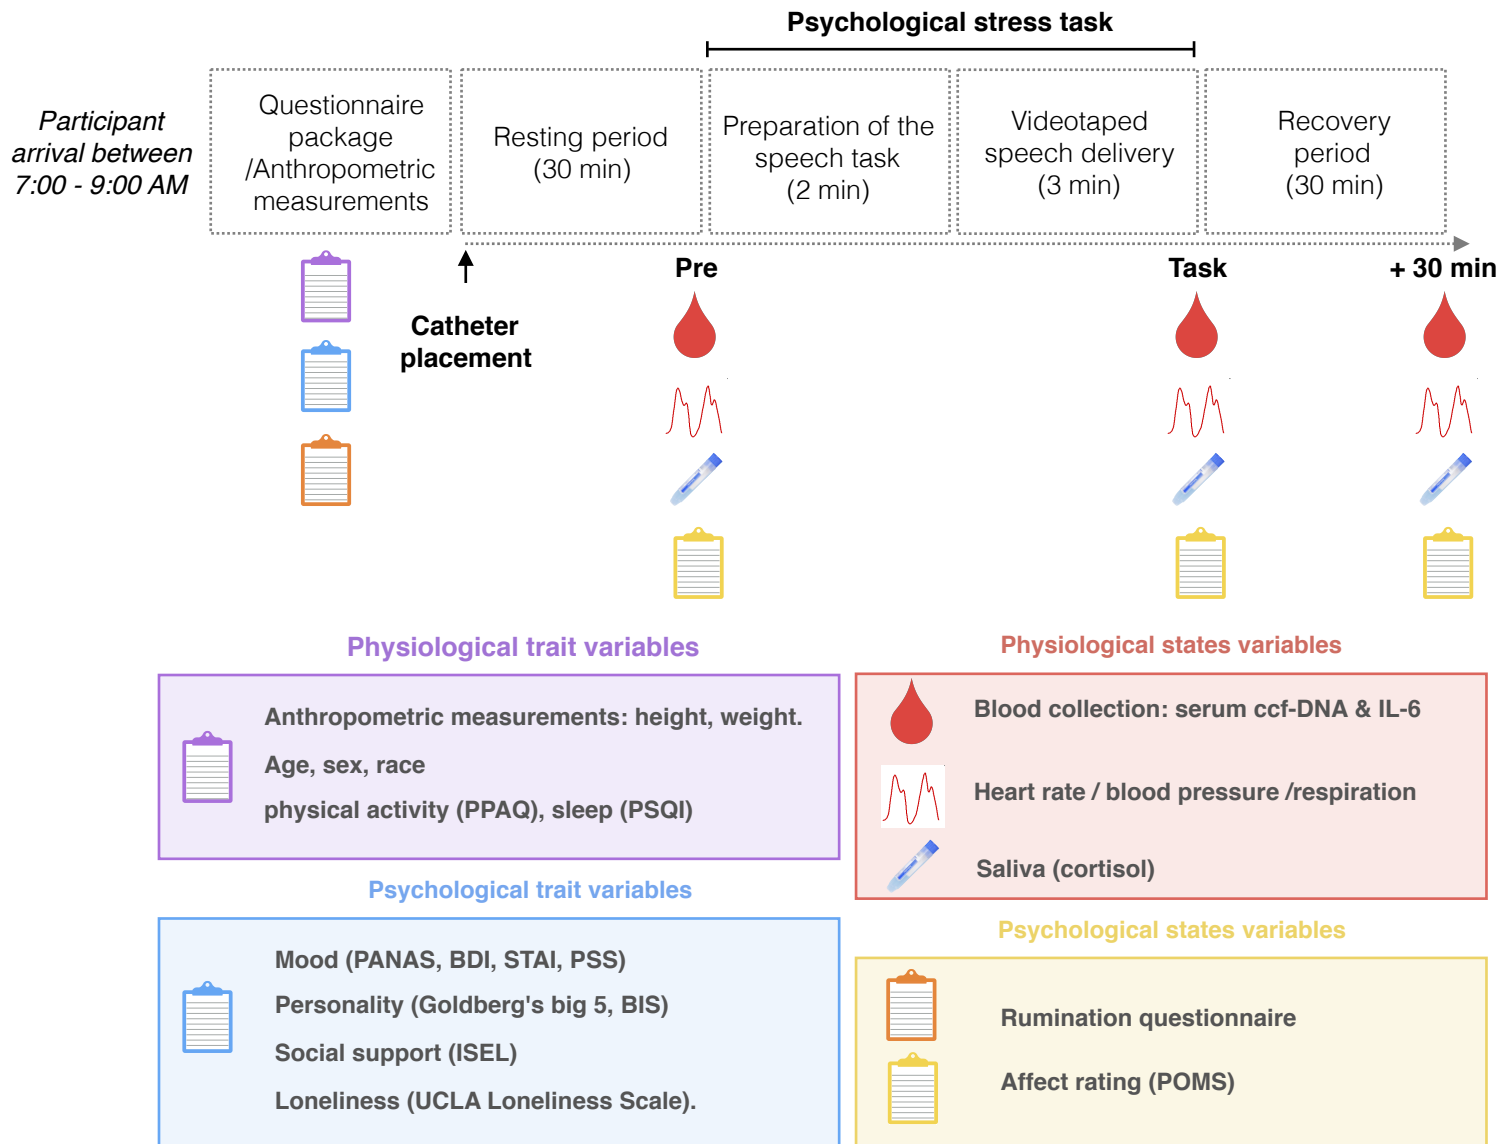 Psychological stress task
Participant
arrival between
7:00 - 9:00 AM
Questionnaire
package
/Anthropometric
measurements
Resting period
(30 min)
Preparation of the
speech task
(2 min)
Videotaped
speech delivery
(3 min)
Recovery
period
(30 min)
Catheter
placement
Pre
Task
+ 30 min
Physiological trait variables
Anthropometric measurements: height, weight.
Age, sex, race
physical activity (PPAQ), sleep (PSQI)
Psychological trait variables
Mood (PANAS, BDI, STAI, PSS)
Personality (Goldberg's big 5, BIS)
Social support (ISEL)
Loneliness (UCLA Loneliness Scale).
Physiological states variables
Blood collection: serum ccf-DNA & IL-6
Heart rate / blood pressure /respiration
Saliva (cortisol)
Psychological states variables
Rumination questionnaire
Affect rating (POMS)